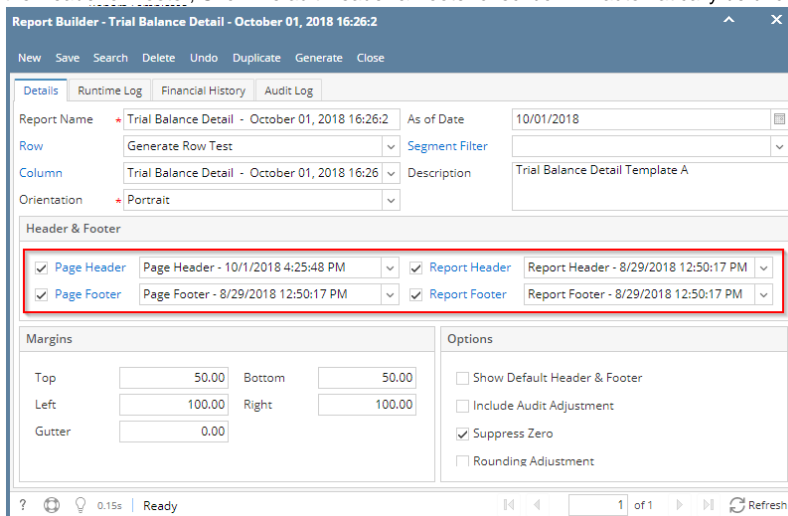 Report Builder - Trial Balance Detail - October 01, 2018 16:26:2
New Save Search Delete Undo Duplicate Generate Close
Details Runtime Log Financial History Audit Log
Report Name * Trial Balance Detail - October 01, 2018 16:26:2 As of Date 10/01/2018
Row Generate Row Test Segment Filter
Column Trial Balance Detail - October 01, 2018 16:26 Description Trial Balance Detail Template A
Orientation * Portrait
Header & Footer
Page Header Page Header - 10/1/2018 4:25:48 PM Report Header Report Header - 8/29/2018 12:50:17 PM
Page Footer Page Footer - 8/29/2018 12:50:17 PM Report Footer Report Footer - 8/29/2018 12:50:17 PM
Margins Options
Top 50.00 Bottom 50.00 Show Default Header & Footer
Left 100.00 Right 100.00 Include Audit Adjustment
Gutter 0.00 Suppress Zero
Rounding Adjustment
? 0.15s Ready 1 of 1 Refresh